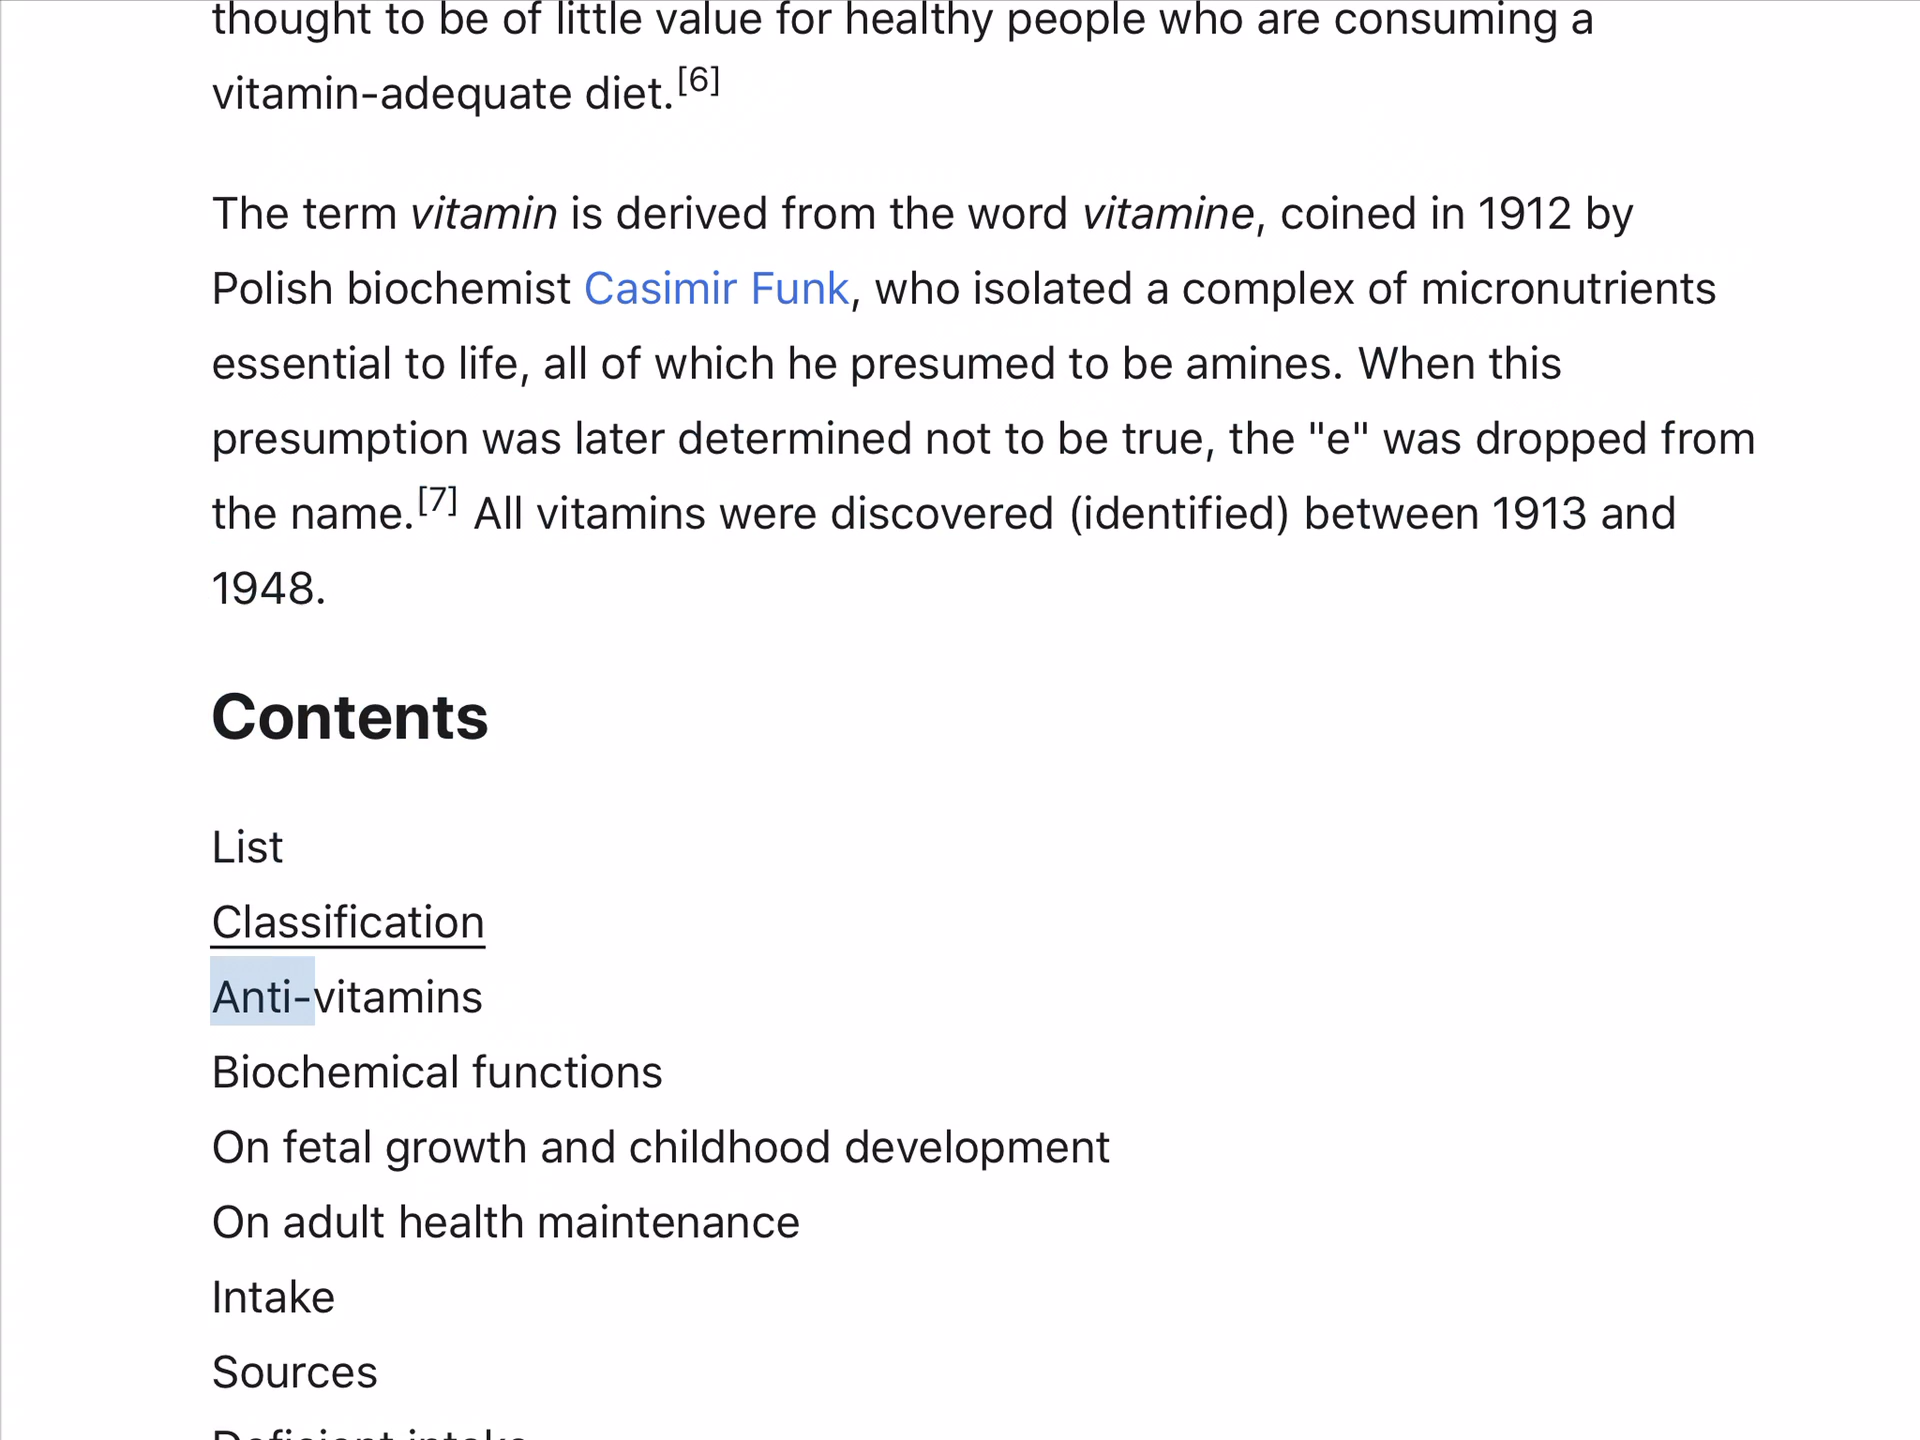 thought to be of little value for healthy people who are consuming a
vitamin-adequate diet.[6]
The term vitamin is derived from the word vitamine, coined in 1912 by
Polish biochemist Casimir Funk, who isolated a complex of micronutrients
essential to life, all of which he presumed to be amines. When this
presumption was later determined not to be true, the "e" was dropped from
the name.[7] All vitamins were discovered (identified) between 1913 and
1948.
Contents
List
Classification
Anti-vitamins
Biochemical functions
On fetal growth and childhood development
On adult health maintenance
Intake
Sources
Deficient intake